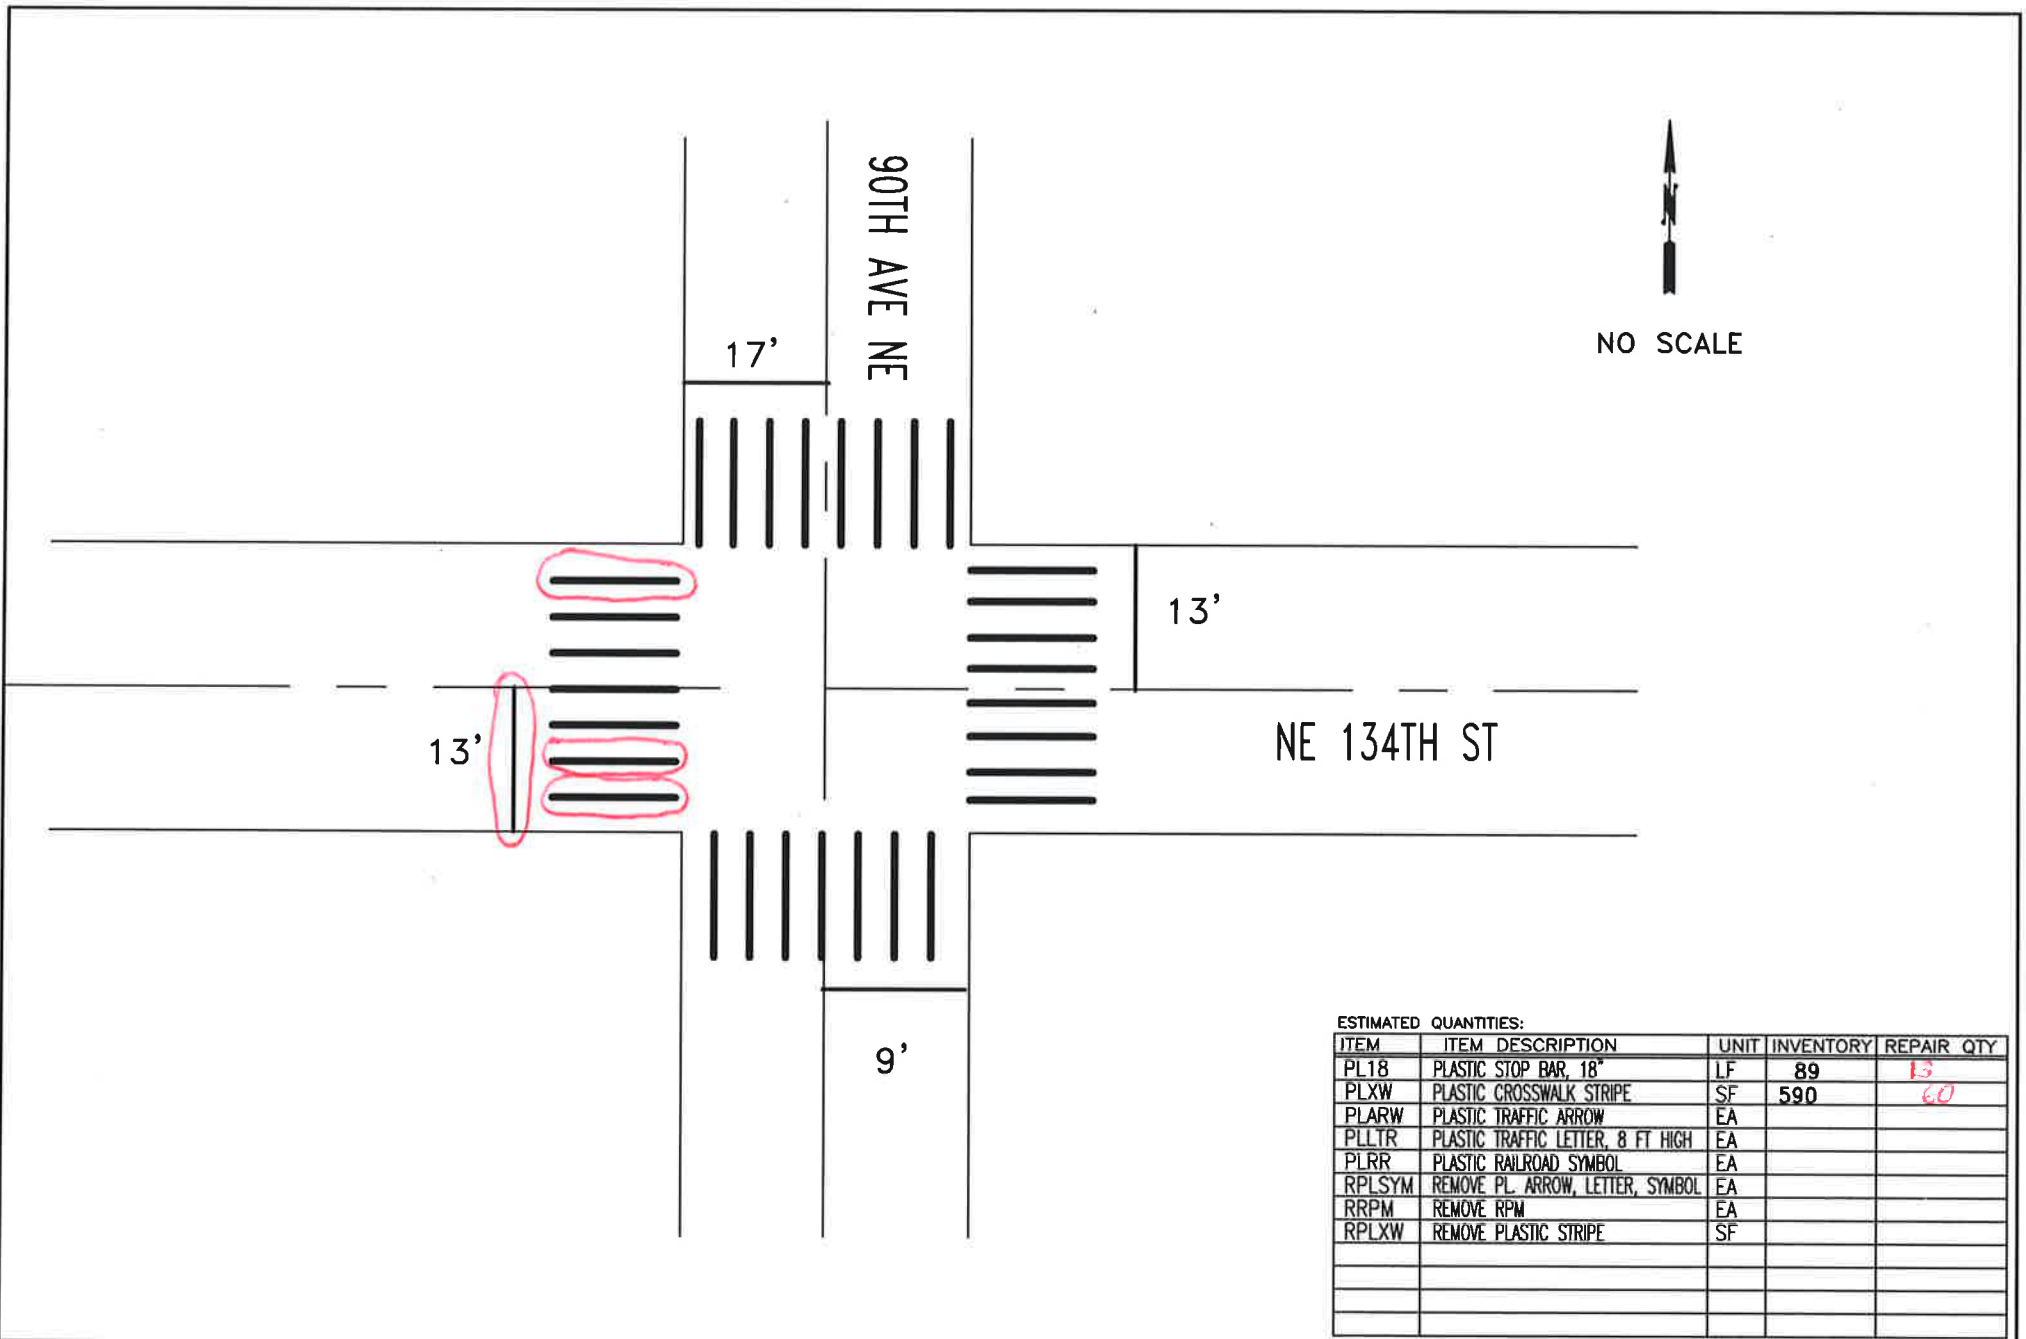 90TH AVE NE
N
NO SCALE
17'
13'
13'
NE 134TH ST
9'
ESTIMATED QUANTITIES:
ITEM ITEM DESCRIPTION UNIT INVENTORY REPAIR QTY
PL18 PLASTIC STOP BAR, 18" LF 89 13
PLXW PLASTIC CROSSWALK STRIPE SF 590 60
PLARW PLASTIC TRAFFIC ARROW EA
PLLTR PLASTIC TRAFFIC LETTER, 8 FT HIGH EA
PLRR PLASTIC RAILROAD SYMBOL EA
RPLSYM REMOVE PL. ARROW, LETTER, SYMBOL EA
RRPM REMOVE RPM EA
RPLXW REMOVE PLASTIC STRIPE SF